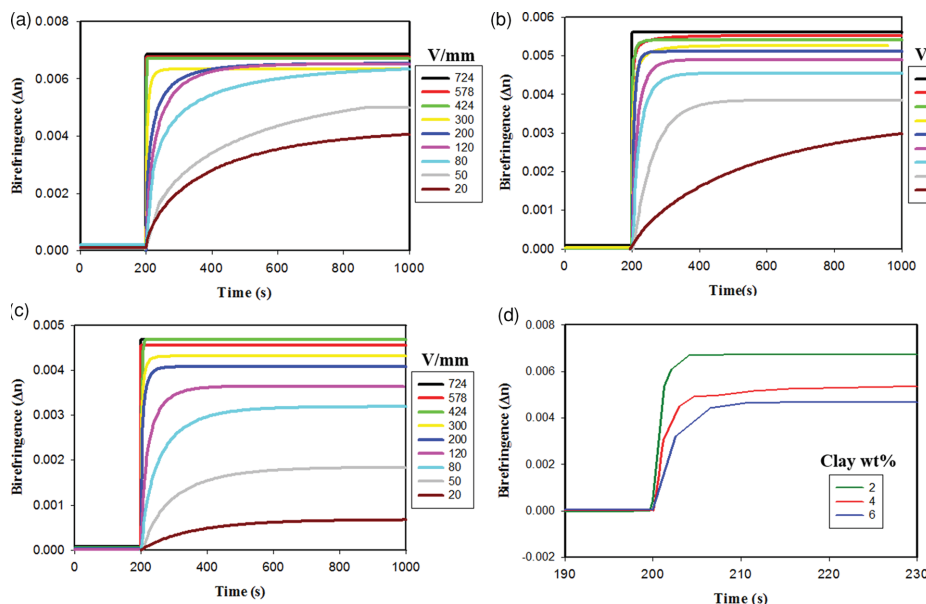 (a)
Birefringence (Δn)
0.008
0.006
0.004
0.002
0.000
0 200 400 600 800 1000
Time (s)
V/mm
724
578
424
300
200
120
80
50
20
(b)
Birefringence (Δn)
0.006
0.005
0.004
0.003
0.002
0.001
0.000
0 200 400 600 800 1000
Time(s)
V
(c)
Birefringence (Δn)
0.005
0.004
0.003
0.002
0.001
0.000
0 200 400 600 800 1000
Time (s)
V/mm
724
578
424
300
200
120
80
50
20
(d)
Birefringence (Δn)
0.008
0.006
0.004
0.002
0.000
-0.002
190 200 210 220 230
Time (s)
Clay wt%
2
4
6